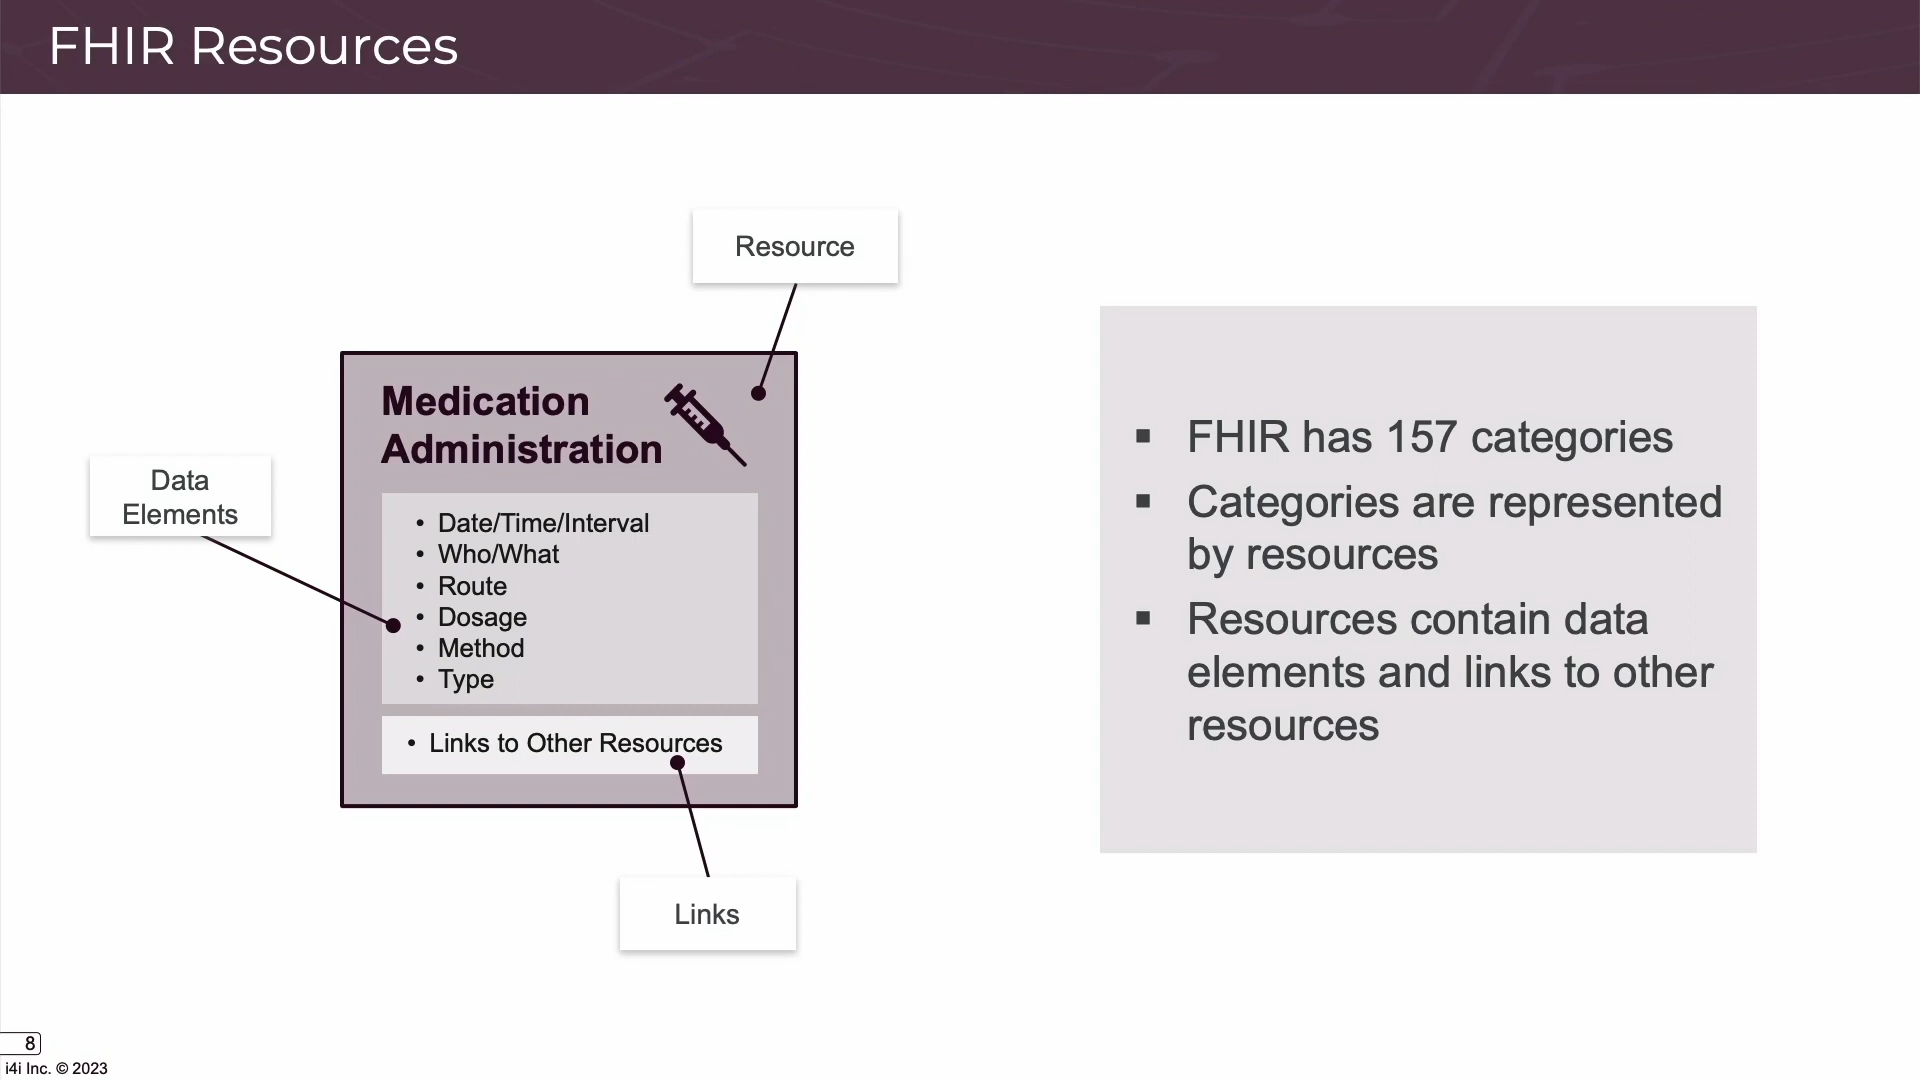 FHIR Resources
Resource
Medication
Administration
Data
Elements
• Date/Time/Interval
• Who/What
• Route
• Dosage
• Method
• Type
• Links to Other Resources
Links
▪ FHIR has 157 categories
▪ Categories are represented
by resources
▪ Resources contain data
elements and links to other
resources
8
i4i Inc. © 2023